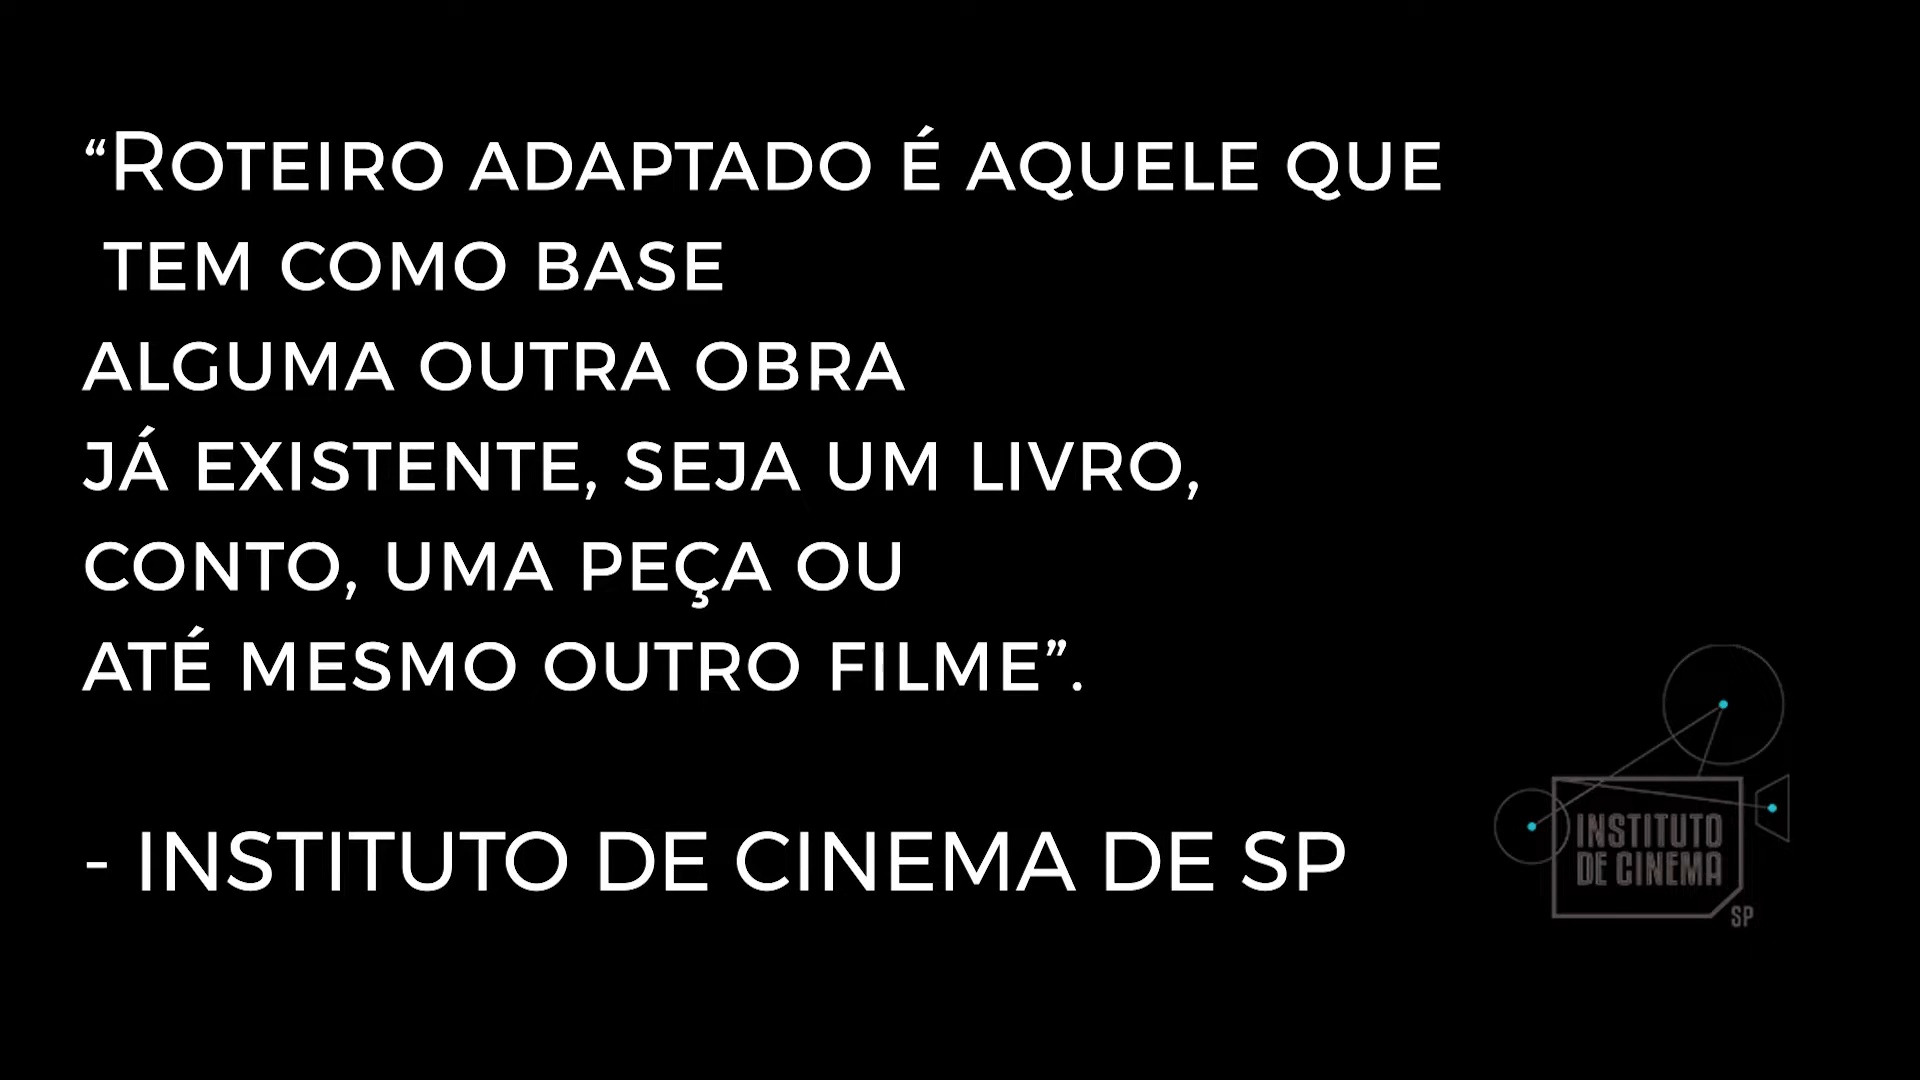 “Roteiro adaptado é aquele que
tem como base
alguma outra obra
já existente, seja um livro,
conto, uma peça ou
até mesmo outro filme”.
- INSTITUTO DE CINEMA DE SP
INSTITUTO
DE CINEMA
SP